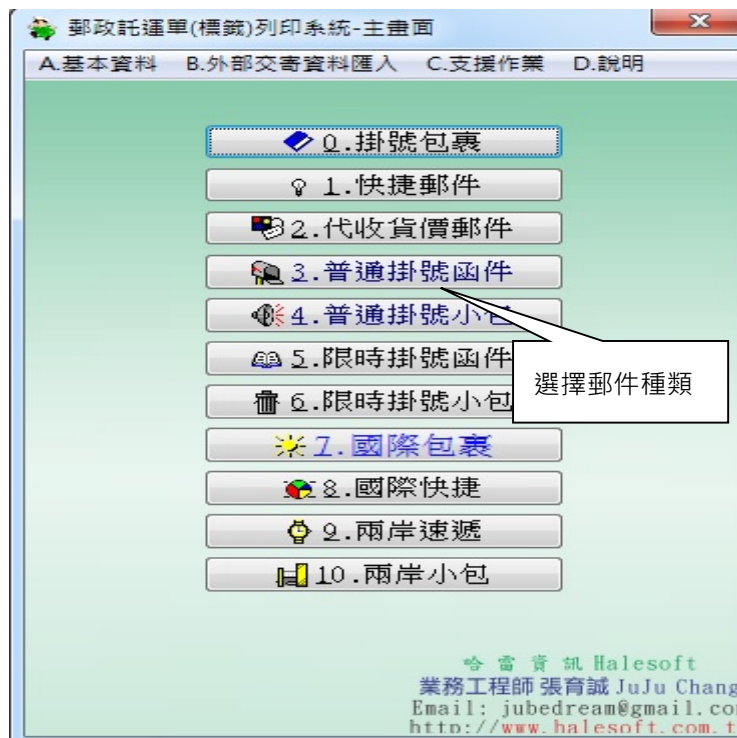 郵政託運單(標籤)列印系統-主畫面
A.基本資料 B.外部交寄資料匯入 C.支援作業 D.說明
0.掛號包裹
1.快捷郵件
2.代收貨價郵件
3.普通掛號函件
4.普通掛號小包
5.限時掛號函件
選擇郵件種類
6.限時掛號小包
7.國際包裹
8.國際快捷
9.兩岸速遞
10.兩岸小包
哈雷資訊 Halesoft
業務工程師 張育誠 JuJu Chang
Email: jubedream@gmail.co
http://www.halesoft.com.t